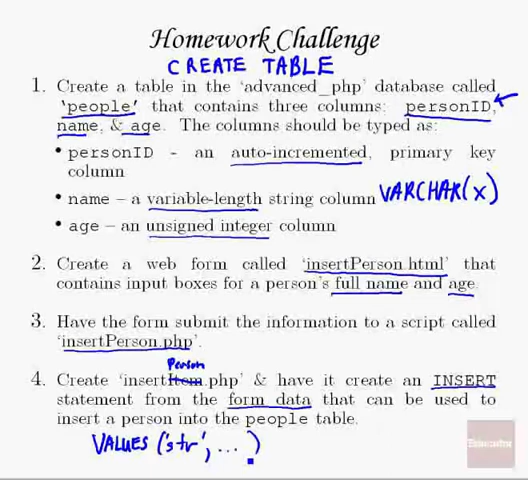 Homework Challenge
CREATE TABLE
1. Create a table in the 'advanced_php' database called
'people' that contains three columns: personID,
name, & age. The columns should be typed as:
• personID - an auto-incremented, primary key
column
• name – a variable-length string column VARCHAR(x)
• age – an unsigned integer column
2. Create a web form called 'insertPerson.html' that
contains input boxes for a person's full name and age.
3. Have the form submit the information to a script called
'insertPerson.php'.
Person
4. Create 'insertItem.php' & have it create an INSERT
statement from the form data that can be used to
insert a person into the people table.
VALUES ('str', ... )